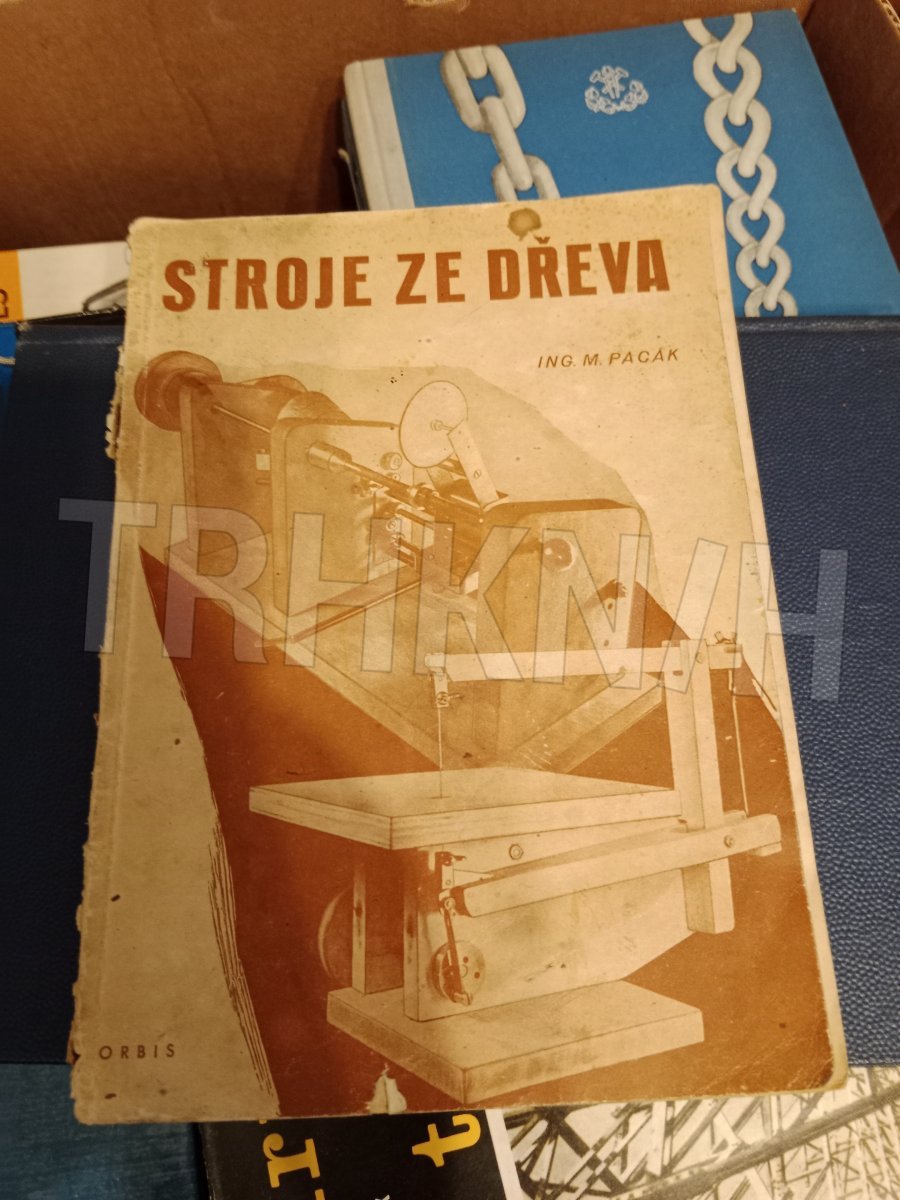 STROJE ZE DŘEVA
ING. M. PACÁK
TRHKNIH
ORBIS